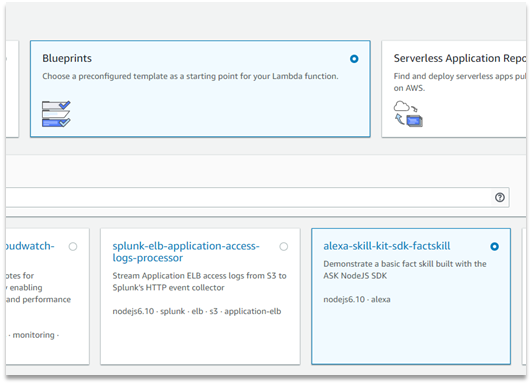 Blueprints
Choose a preconfigured template as a starting point for your Lambda function.
Serverless Application Repo
Find and deploy serverless apps pul
on AWS.
oudwatch-
otes for
enabling
and performance
· monitoring ·
splunk-elb-application-access-
logs-processor
Stream Application ELB access logs from S3 to
Splunk's HTTP event collector
nodejs6.10 · splunk · elb · s3 · application-elb
alexa-skill-kit-sdk-factskill
Demonstrate a basic fact skill built with the
ASK NodeJS SDK
nodejs6.10 · alexa